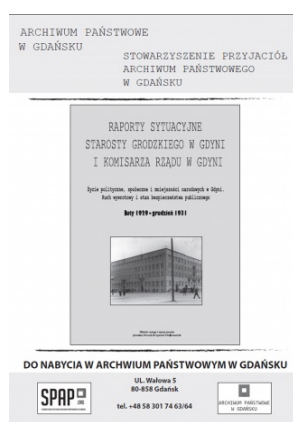 ARCHIWUM PAŃSTWOWE
W GDAŃSKU
STOWARZYSZENIE PRZYJACIÓŁ
ARCHIWUM PAŃSTWOWEGO
W GDAŃSKU
RAPORTY SYTUACYJNE
STAROSTY GRODZKIEGO W GDYNI
I KOMISARZA RZĄDU W GDYNI
Życie polityczne, społeczne i mniejszości narodowych w Gdyni.
Ruch wywrotowy i stan bezpieczeństwa publicznego
luty 1929 - grudzień 1931
DO NABYCIA W ARCHWIUM PAŃSTWOWYM W GDAŃSKU
UL. Wałowa 5
80-858 Gdańsk
tel. +48 58 301 74 63/64
SPAP
ARCHIWUM PAŃSTWOWE
W GDAŃSKU